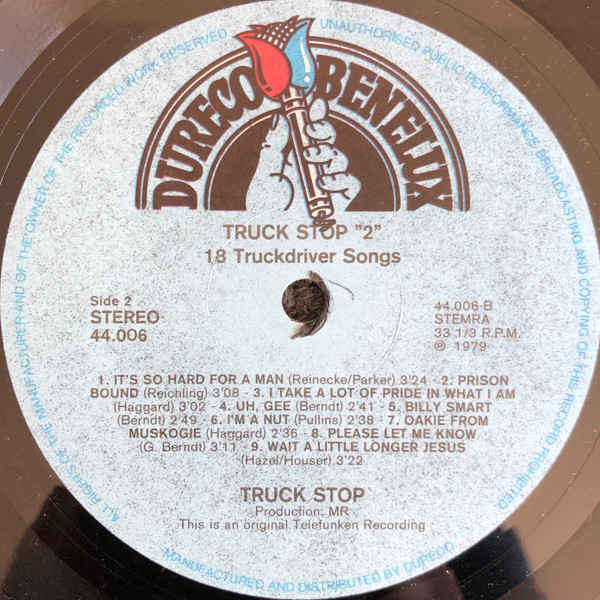 ALL RIGHTS OF THE MANUFACTURER AND OF THE OWNER OF THE RECORDED WORK RESERVED
UNAUTHORISED PUBLIC PERFORMANCE BROADCASTING AND COPYING OF THIS RECORD PROHIBITED
DURECO BENELUX
TRUCK STOP "2"
18 Truckdriver Songs
Side 2
STEREO
44.006
44.006-B
STEMRA
33 1/3 R.P.M.
℗ 1979
1. IT'S SO HARD FOR A MAN (Reinecke/Parker) 3'24 - 2. PRISON
BOUND (Reichling) 3'08 - 3. I TAKE A LOT OF PRIDE IN WHAT I AM
(Haggard) 3'02 - 4. UH, GEE (Berndt) 2'41 - 5. BILLY SMART
(Berndt) 2'49 - 6. I'M A NUT (Pullins) 2'38 - 7. OAKIE FROM
MUSKOGIE (Haggard) 2'36 - 8. PLEASE LET ME KNOW
(G. Berndt) 3'11 - 9. WAIT A LITTLE LONGER JESUS
(Hazel/Houser) 3'22
TRUCK STOP
Production: MR
This is an original Telefunken Recording
MANUFACTURED AND DISTRIBUTED BY DURECO